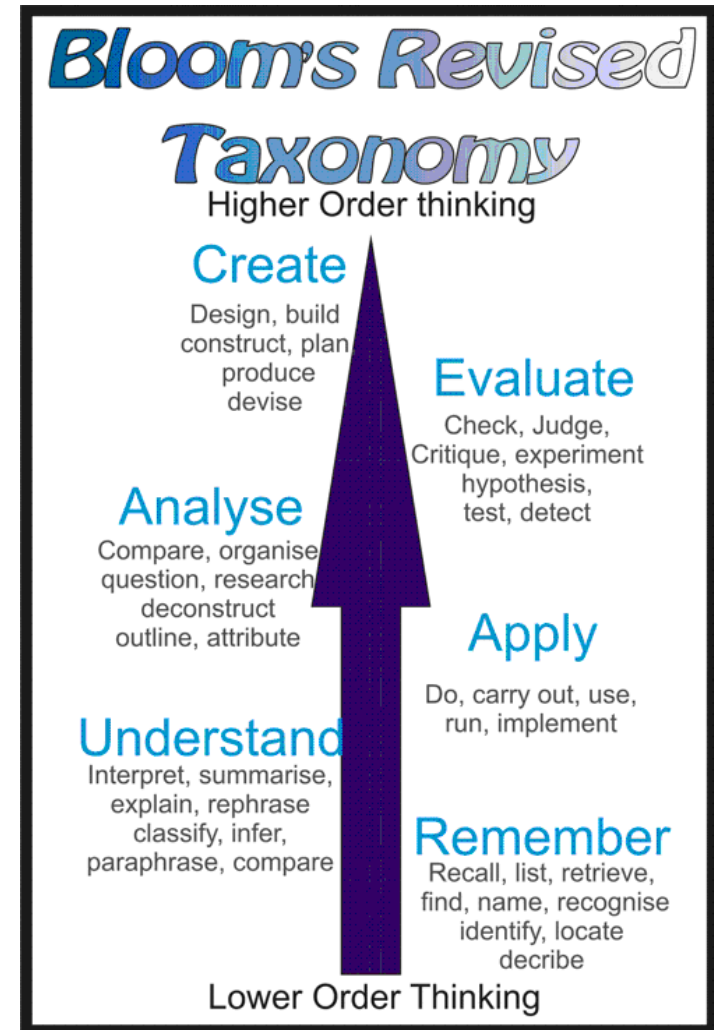 Bloom's Revised
Taxonomy
Higher Order thinking
Create
Design, build
construct, plan
produce
devise
Evaluate
Check, Judge,
Critique, experiment
hypothesis,
test, detect
Analyse
Compare, organise
question, research
deconstruct
outline, attribute
Apply
Do, carry out, use,
run, implement
Understand
Interpret, summarise,
explain, rephrase
classify, infer,
paraphrase, compare
Remember
Recall, list, retrieve,
find, name, recognise
identify, locate
decribe
Lower Order Thinking